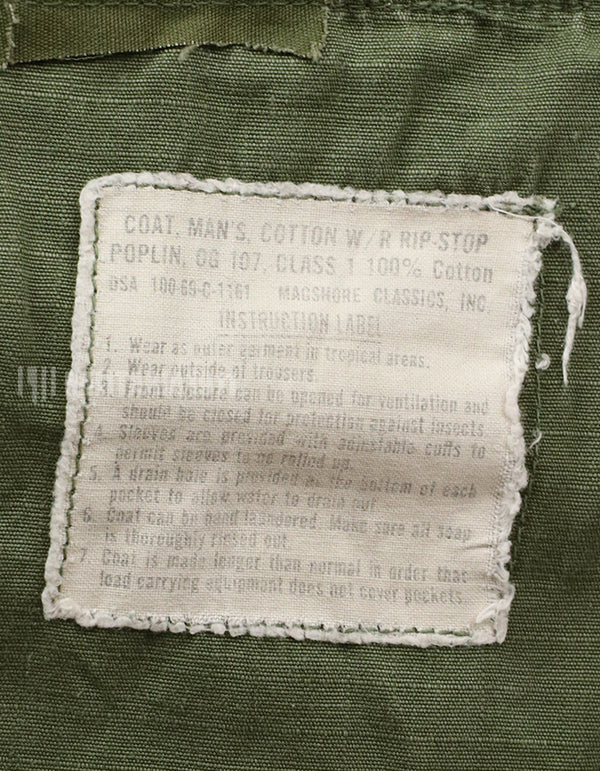 COAT, MAN'S, COTTON W/R RIP-STOP
POPLIN, OG 107, CLASS 1 100% Cotton
DSA 100-69-C-1161 MAGSHORE CLASSICS, INC.
INSTRUCTION LABEL
1. Wear as outer garment in tropical areas.
2. Wear outside of trousers.
3. Front closure can be opened for ventilation and
should be closed for protection against insects
4. Sleeves are provided with adjustable cuffs to
permit sleeves to be rolled up.
5. A drain hole is provided at the bottom of each
pocket to allow water to drain out
6. Coat can be hand laundered. Make sure all soap
is thoroughly rinsed out
7. Coat is made longer than normal in order that
load carrying equipment does not cover pockets.